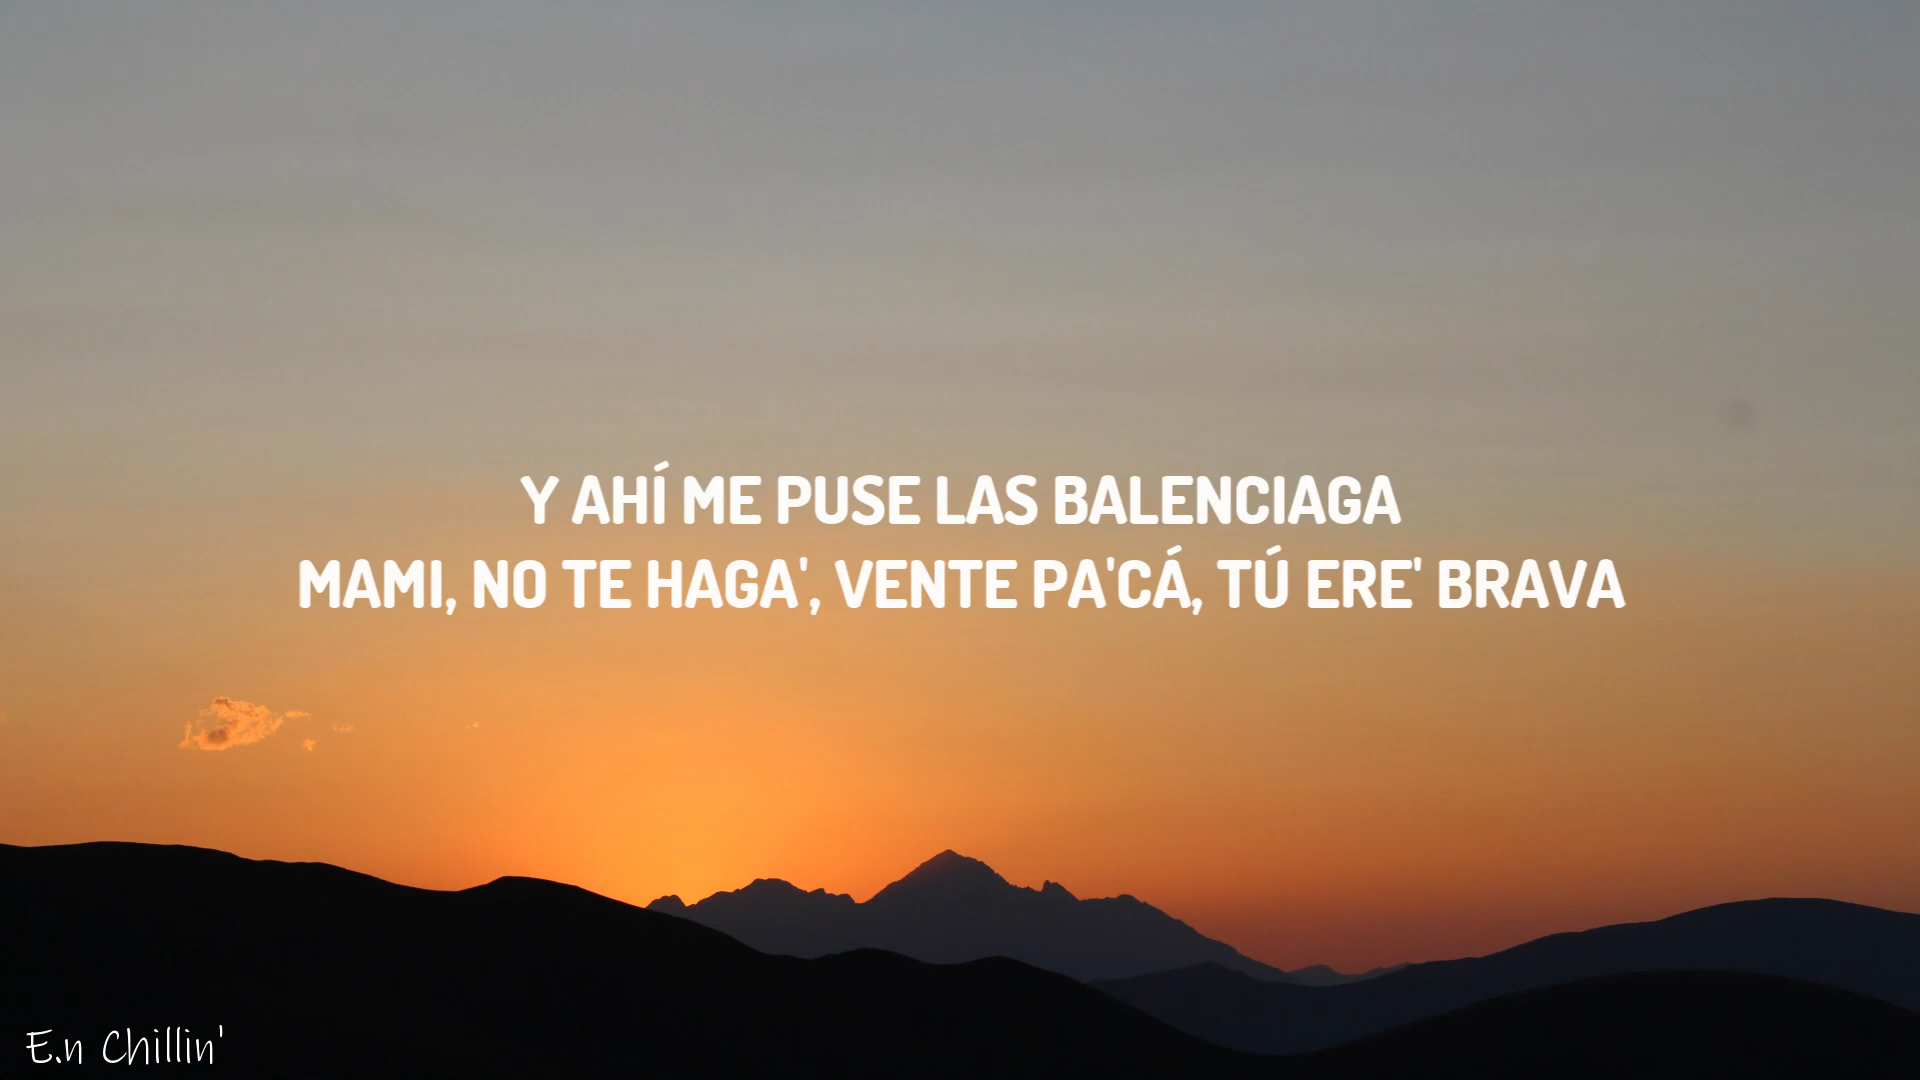 Y AHÍ ME PUSE LAS BALENCIAGA
MAMI, NO TE HAGA', VENTE PA'CÁ, TÚ ERE' BRAVA
E.n Chillin'